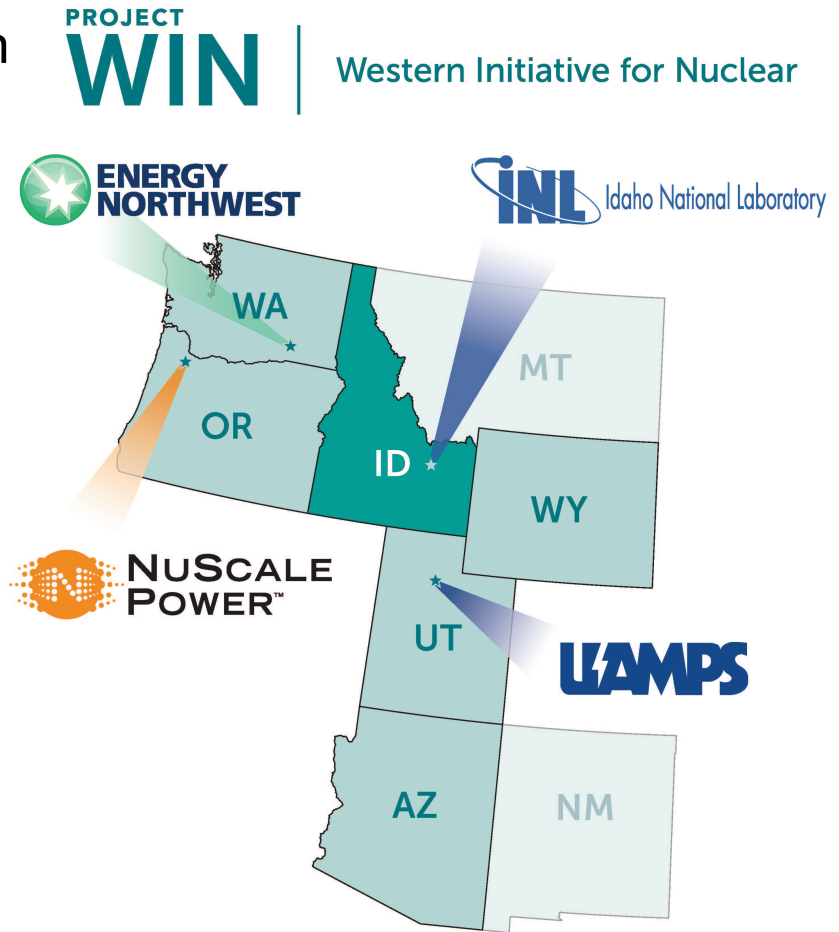 PROJECT
WIN
Western Initiative for Nuclear
ENERGY
NORTHWEST
INL Idaho National Laboratory
WA
MT
OR
ID
WY
NUSCALE
POWER™
UT
UAMPS
AZ
NM